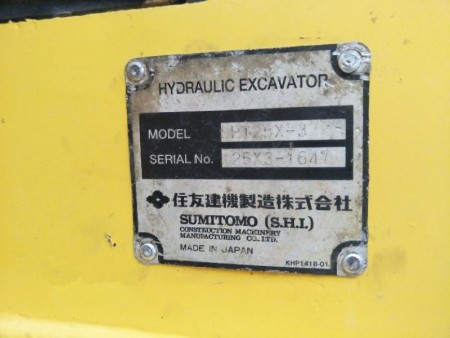 HYDRAULIC EXCAVATOR
MODEL
SERIAL No. 25X3-1647
住友建機製造株式会社
SUMITOMO (S.H.I.)
CONSTRUCTION MACHINERY
MANUFACTURING CO., LTD.
MADE IN JAPAN
KHP1418-01